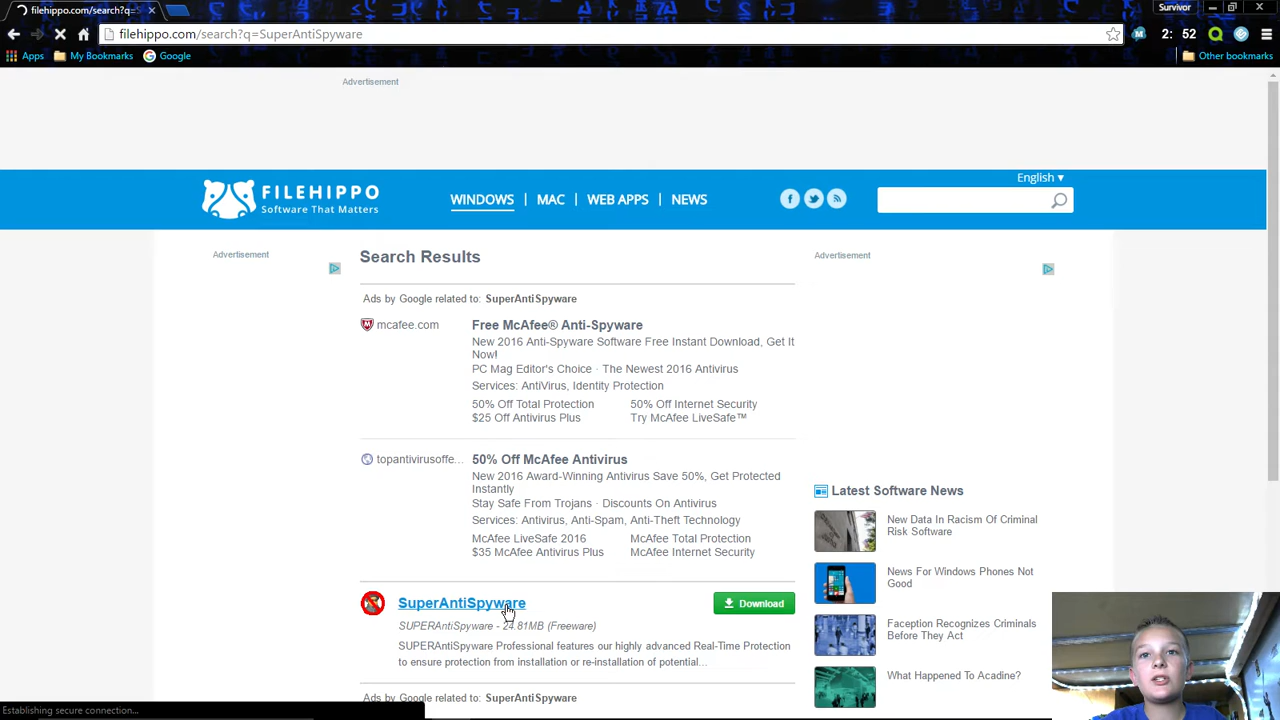 filehippo.com/search?q=S
Survivor
filehippo.com/search?q=SuperAntiSpyware
2: 52
Apps
My Bookmarks
Google
Other bookmarks
Advertisement
English ▾
FILEHIPPO
Software That Matters
WINDOWS | MAC | WEB APPS | NEWS
Advertisement
Search Results
Advertisement
Ads by Google related to: SuperAntiSpyware
mcafee.com
Free McAfee® Anti-Spyware
New 2016 Anti-Spyware Software Free Instant Download, Get It
Now!
PC Mag Editor's Choice · The Newest 2016 Antivirus
Services: AntiVirus, Identity Protection
50% Off Total Protection
50% Off Internet Security
$25 Off Antivirus Plus
Try McAfee LiveSafe™
topantivirusoffe...
50% Off McAfee Antivirus
New 2016 Award-Winning Antivirus Save 50%, Get Protected
Instantly
Stay Safe From Trojans · Discounts On Antivirus
Services: Antivirus, Anti-Spam, Anti-Theft Technology
McAfee LiveSafe 2016
McAfee Total Protection
$35 McAfee Antivirus Plus
McAfee Internet Security
SuperAntiSpyware
Download
SUPERAntiSpyware - 24.81MB (Freeware)
SUPERAntiSpyware Professional features our highly advanced Real-Time Protection
to ensure protection from installation or re-installation of potential...
Ads by Google related to: SuperAntiSpyware
Latest Software News
New Data In Racism Of Criminal
Risk Software
News For Windows Phones Not
Good
Faception Recognizes Criminals
Before They Act
What Happened To Acadine?
Establishing secure connection...